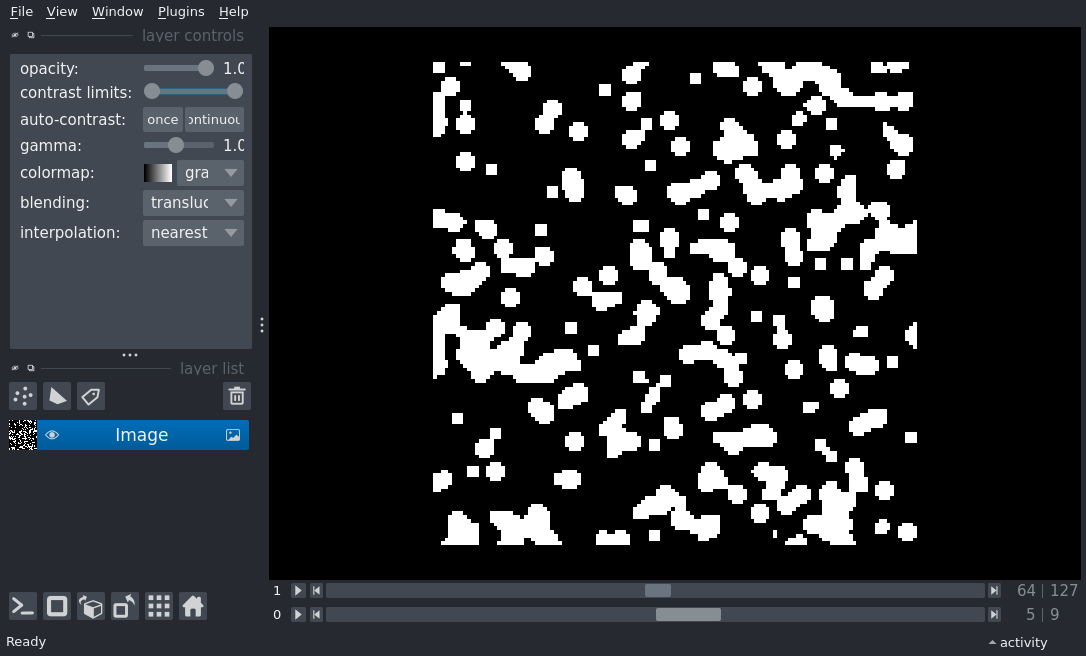 File View Window Plugins Help
layer controls
opacity: 1.0
contrast limits:
auto-contrast: once ontinuou
gamma: 1.0
colormap: gra
blending: transluc
interpolation: nearest
layer list
Image
1 64 127
0 5 9
Ready activity